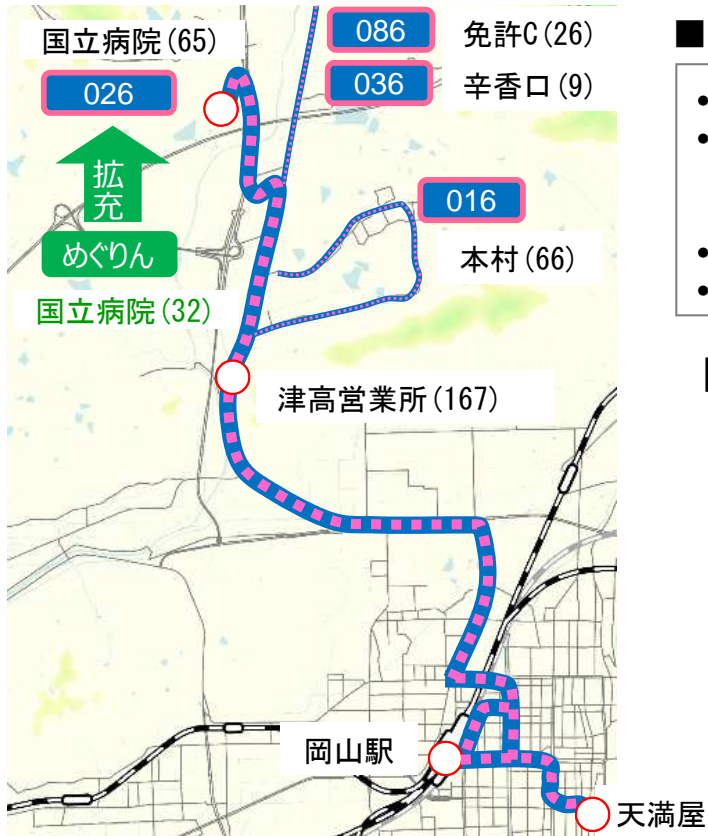 国立病院(65)
086 免許C(26)
026
036 辛香口(9)
拡充
016
めぐりん
本村(66)
国立病院(32)
津高営業所(167)
岡山駅
天満屋